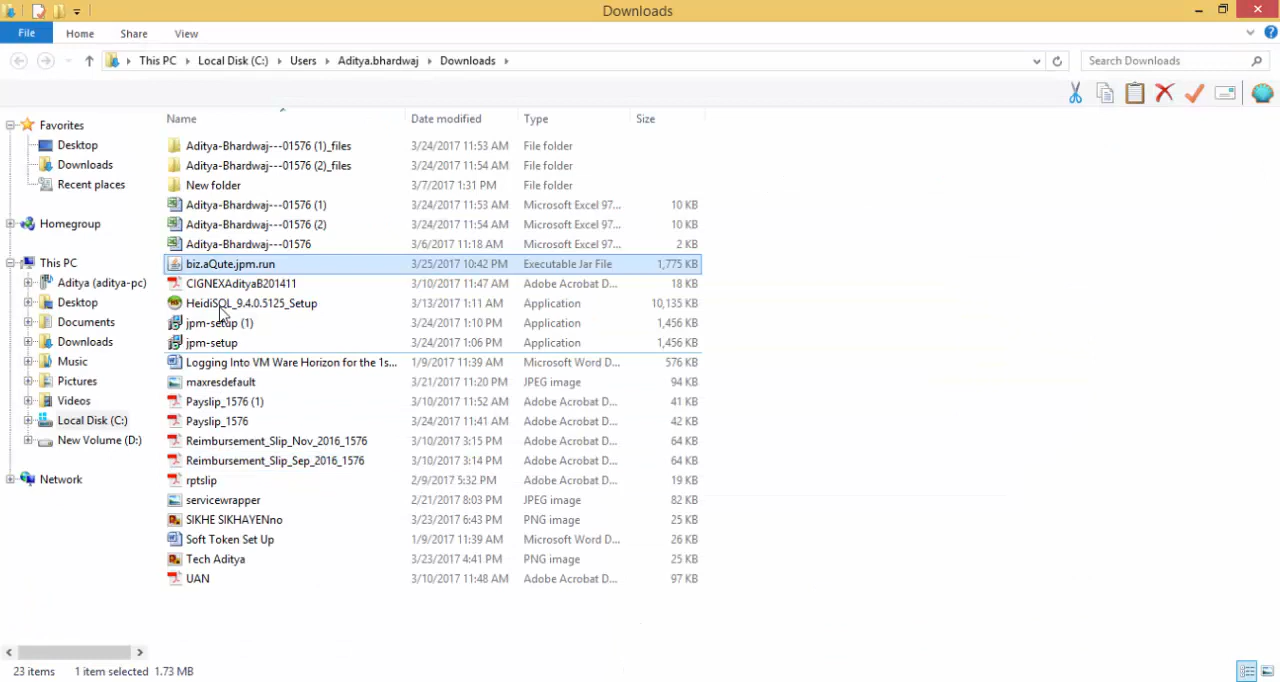 Downloads
File Home Share View
This PC Local Disk (C:) Users Aditya.bhardwaj Downloads Search Downloads
Name Date modified Type Size
Favorites
Desktop
Downloads
Recent places
Homegroup
This PC
Aditya (aditya-pc)
Desktop
Documents
Downloads
Music
Pictures
Videos
Local Disk (C:)
New Volume (D:)
Network
Aditya-Bhardwaj---01576 (1)_files 3/24/2017 11:53 AM File folder
Aditya-Bhardwaj---01576 (2)_files 3/24/2017 11:54 AM File folder
New folder 3/7/2017 1:31 PM File folder
Aditya-Bhardwaj---01576 (1) 3/24/2017 11:53 AM Microsoft Excel 97... 10 KB
Aditya-Bhardwaj---01576 (2) 3/24/2017 11:54 AM Microsoft Excel 97... 10 KB
Aditya-Bhardwaj---01576 3/6/2017 11:18 AM Microsoft Excel 97... 2 KB
biz.aQute.jpm.run 3/25/2017 10:42 PM Executable Jar File 1,775 KB
CIGNEXAdityaB201411 3/10/2017 11:47 AM Adobe Acrobat D... 18 KB
HeidiSQL_9.4.0.5125_Setup 3/13/2017 1:11 AM Application 10,135 KB
jpm-setup (1) 3/24/2017 1:10 PM Application 1,456 KB
jpm-setup 3/24/2017 1:06 PM Application 1,456 KB
Logging Into VM Ware Horizon for the 1s... 1/9/2017 11:39 AM Microsoft Word D... 576 KB
maxresdefault 3/21/2017 11:20 PM JPEG image 94 KB
Payslip_1576 (1) 3/10/2017 11:52 AM Adobe Acrobat D... 41 KB
Payslip_1576 3/24/2017 11:41 AM Adobe Acrobat D... 42 KB
Reimbursement_Slip_Nov_2016_1576 3/10/2017 3:15 PM Adobe Acrobat D... 64 KB
Reimbursement_Slip_Sep_2016_1576 3/10/2017 3:14 PM Adobe Acrobat D... 64 KB
rptslip 2/9/2017 5:32 PM Adobe Acrobat D... 19 KB
servicewrapper 2/21/2017 8:03 PM JPEG image 82 KB
SIKHE SIKHAYENno 3/23/2017 6:43 PM PNG image 25 KB
Soft Token Set Up 1/9/2017 11:39 AM Microsoft Word D... 26 KB
Tech Aditya 3/23/2017 4:41 PM PNG image 25 KB
UAN 3/10/2017 11:48 AM Adobe Acrobat D... 97 KB
23 items 1 item selected 1.73 MB